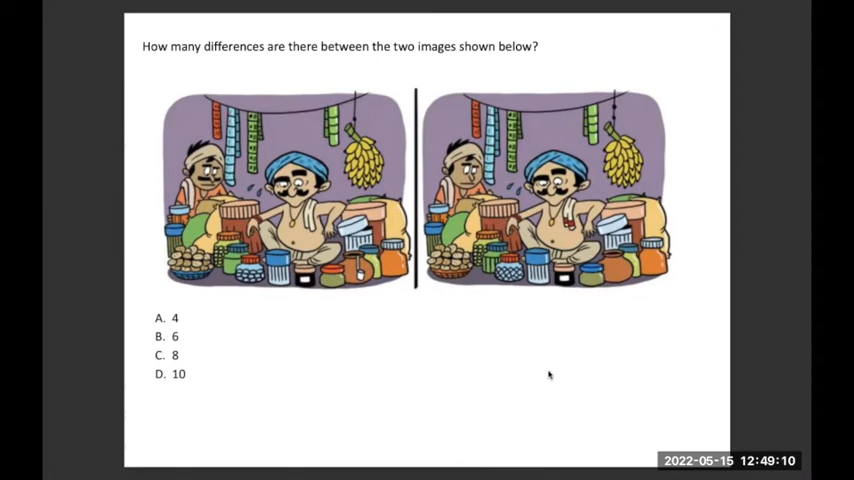 How many differences are there between the two images shown below?
A. 4
B. 6
C. 8
D. 10
2022-05-15 12:49:10